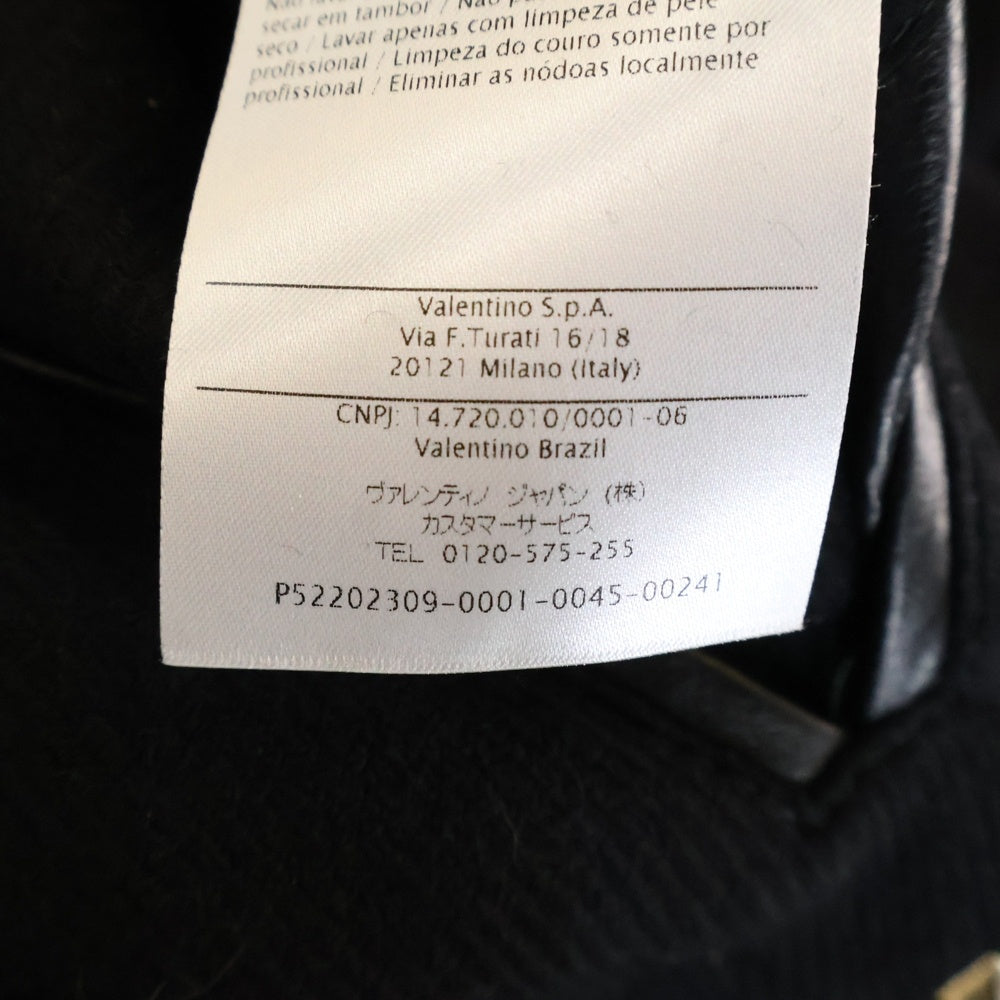 secar em tambor / Não
seco / Lavar apenas com limpeza de pele
profissional / Limpeza do couro somente por
profissional / Eliminar as nódoas localmente
Valentino S.p.A.
Via F.Turati 16/18
20121 Milano (Italy)
CNPJ: 14.720.010/0001-06
Valentino Brazil
ヴァレンティノ ジャパン (株)
カスタマーサービス
TEL 0120-575-255
P52202309-0001-0045-00241